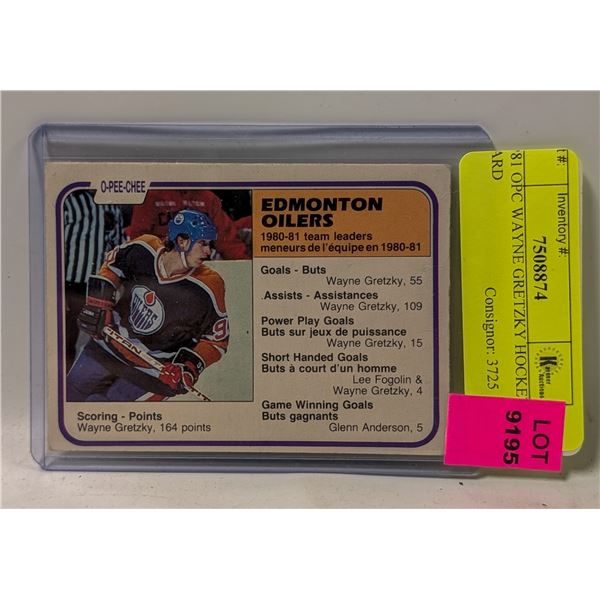 O-PEE-CHEE
EDMONTON
OILERS
1980-81 team leaders
meneurs de l'équipe en 1980-81
Goals - Buts
Wayne Gretzky, 55
Assists - Assistances
Wayne Gretzky, 109
Power Play Goals
Buts sur jeux de puissance
Wayne Gretzky, 15
Short Handed Goals
Buts à court d'un homme
Lee Fogolin &
Wayne Gretzky, 4
Game Winning Goals
Buts gagnants
Glenn Anderson, 5
Scoring - Points
Wayne Gretzky, 164 points
OILERS
Inventory #:
7508874
81 OPC WAYNE GRETZKY HOCKE
ARD
Consignor: 3725
Auctions
LOT
9195